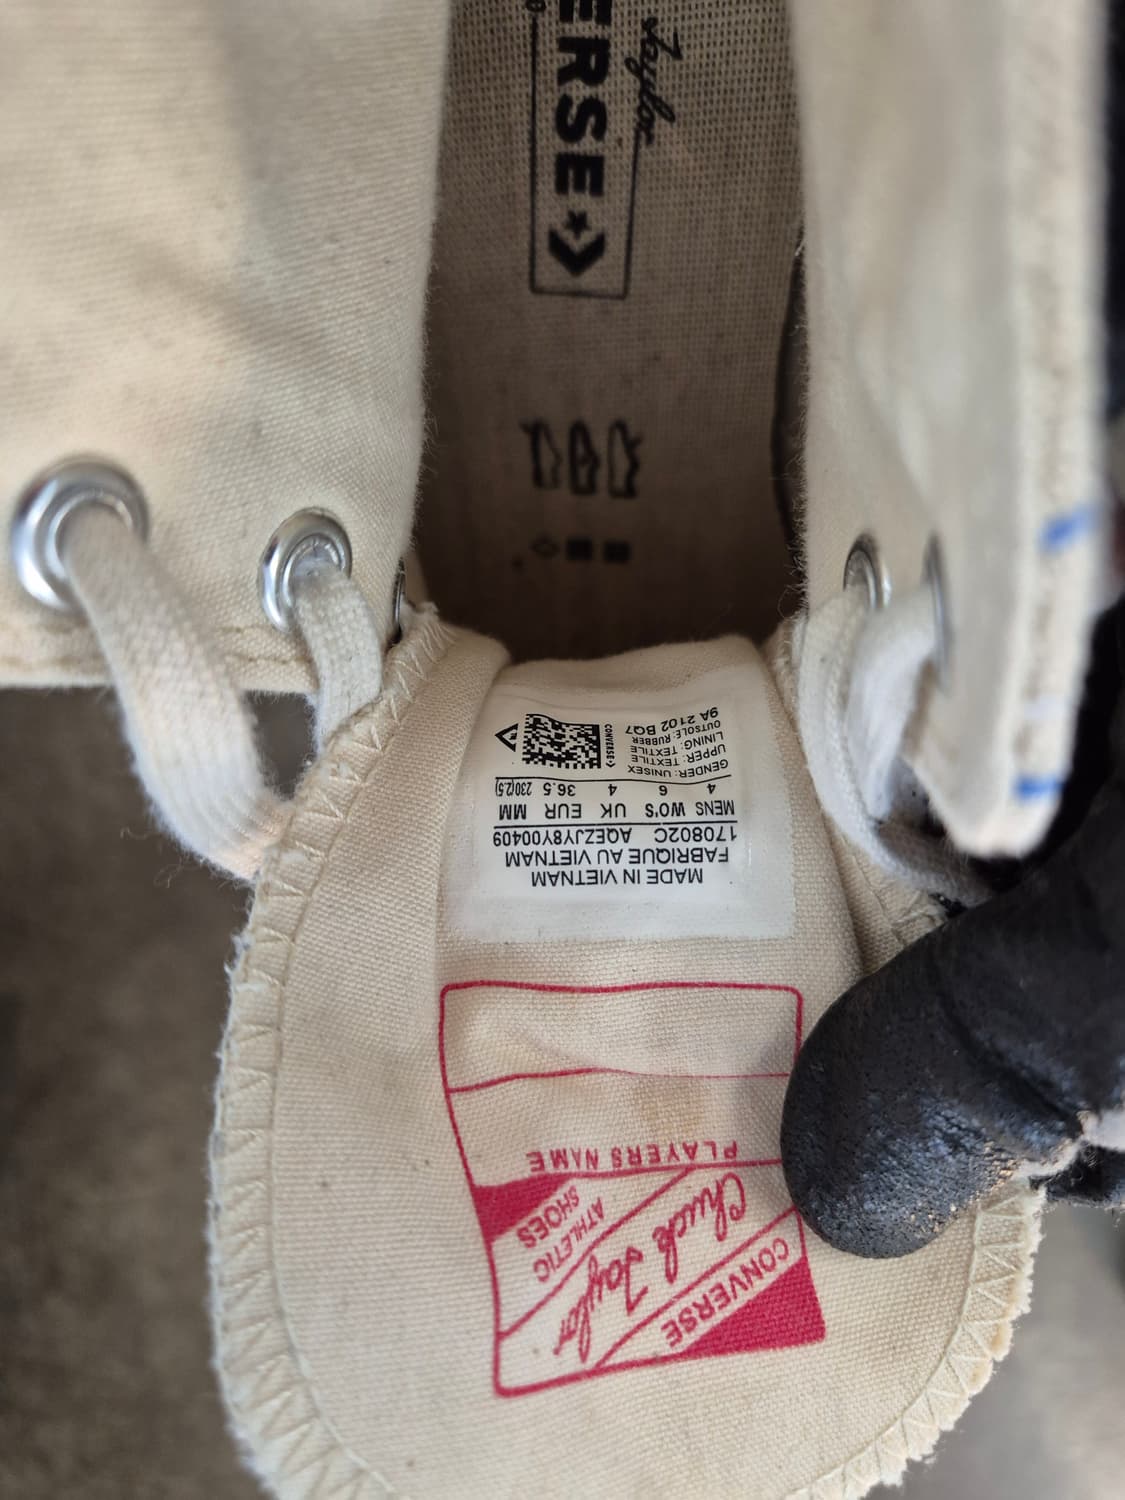 ERSE
Taylor
MADE IN VIETNAM
FABRIQUE AU VIETNAM
170802C AQEZJY8Y00409
MENS WO'S UK EUR MM
4 6 4 36.5 230(2.5)
GENDER: UNISEX
UPPER: TEXTILE
LINING: TEXTILE
OUTSOLE: RUBBER
9A 2102 BQ7
CONVERSE
CONVERSE
Chuck Taylor
ATHLETIC
SHOES
PLAYERS NAME